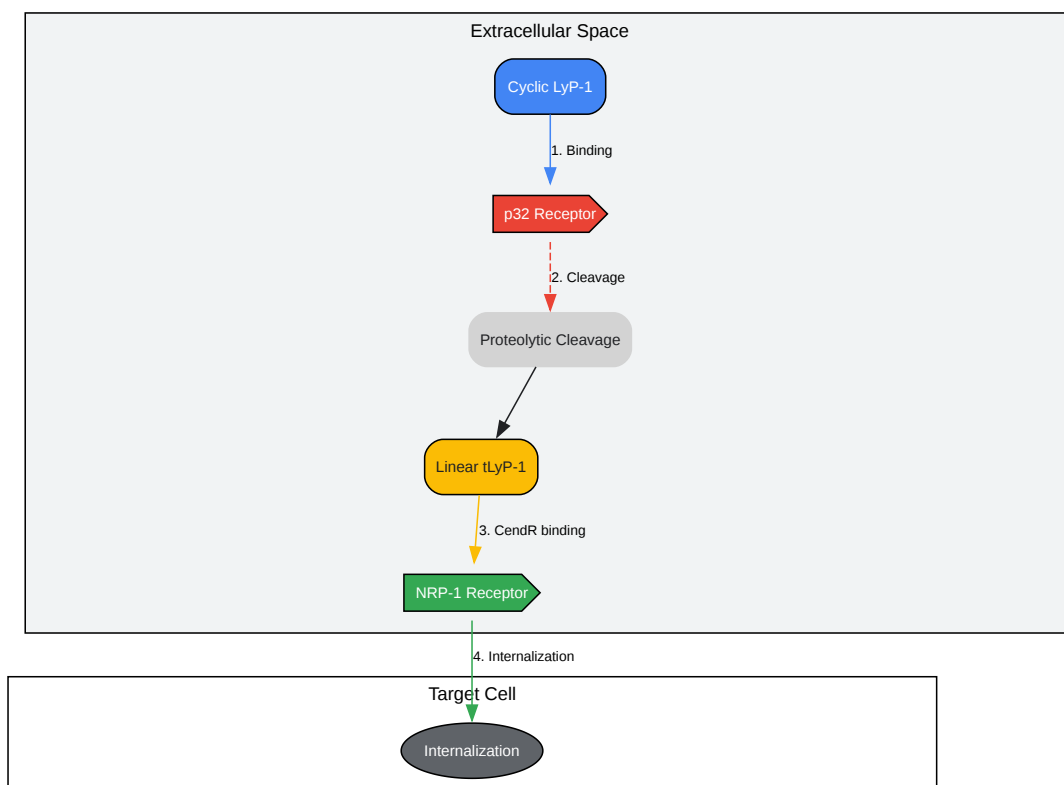 Extracellular Space
Cyclic LyP-1
1. Binding
p32 Receptor
2. Cleavage
Proteolytic Cleavage
Linear tLyP-1
3. CendR binding
NRP-1 Receptor
4. Internalization
Target Cell
Internalization